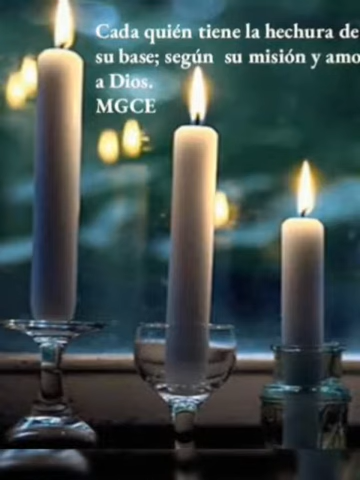 Cada quién tiene la hechura de
su base; según su misión y amo
a Dios.
MGCE